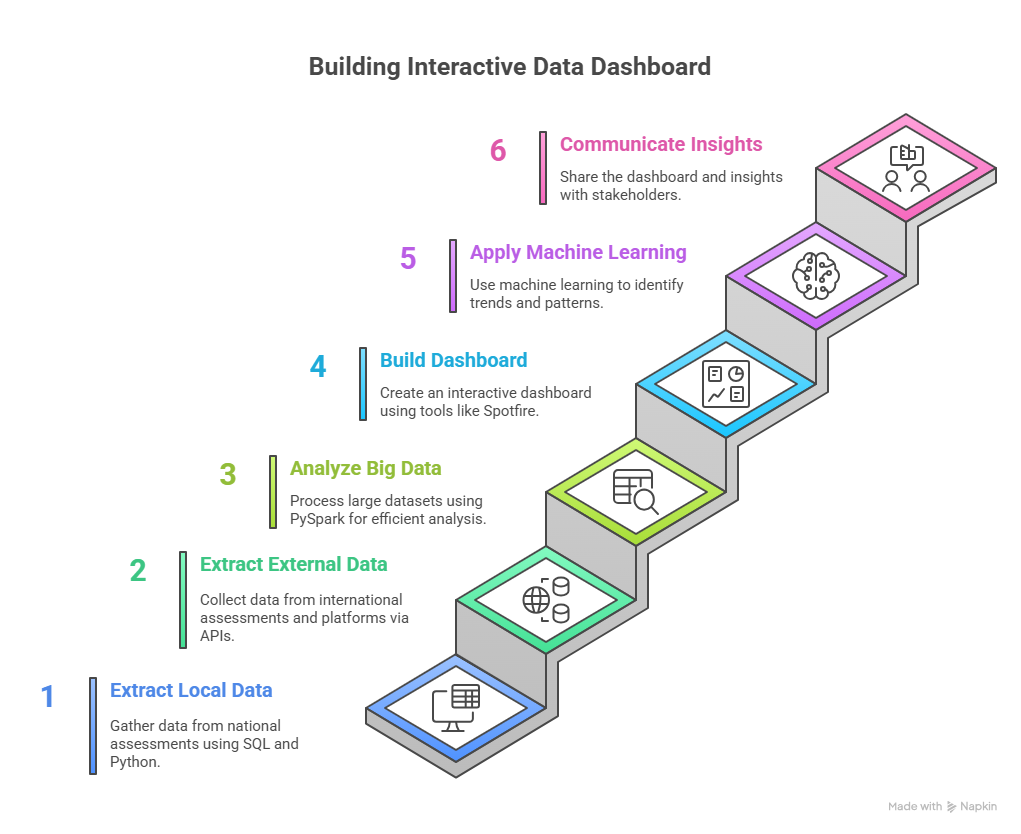 Building Interactive Data Dashboard
6
Communicate Insights
Share the dashboard and insights
with stakeholders.
5
Apply Machine Learning
Use machine learning to identify
trends and patterns.
4
Build Dashboard
Create an interactive dashboard
using tools like Spotfire.
3
Analyze Big Data
Process large datasets using
PySpark for efficient analysis.
2
Extract External Data
Collect data from international
assessments and platforms via
APIs.
1
Extract Local Data
Gather data from national
assessments using SQL and
Python.
Made with Napkin